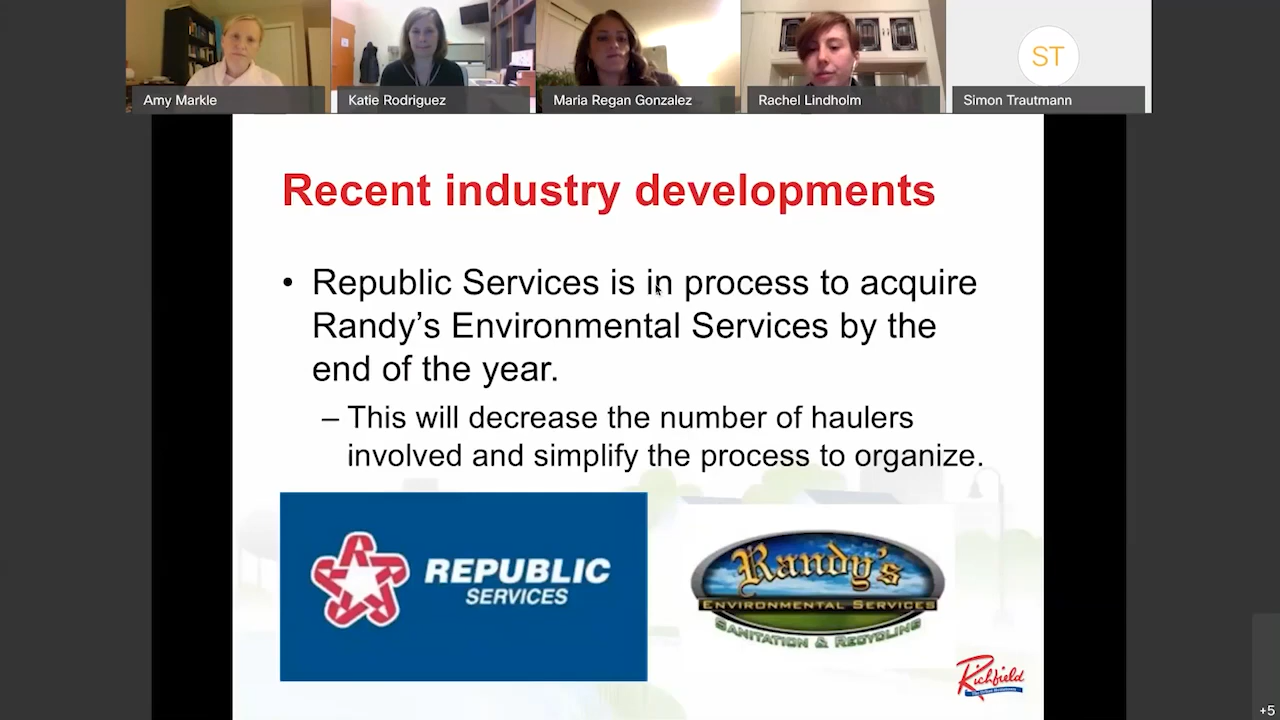 ST
Amy Markle
Katie Rodriguez
Maria Regan Gonzalez
Rachel Lindholm
Simon Trautmann
Recent industry developments
• Republic Services is in process to acquire
Randy's Environmental Services by the
end of the year.
– This will decrease the number of haulers
involved and simplify the process to organize.
REPUBLIC
SERVICES
Randy's
ENVIRONMENTAL SERVICES
SANITATION & RECYCLING
Richfield
+5